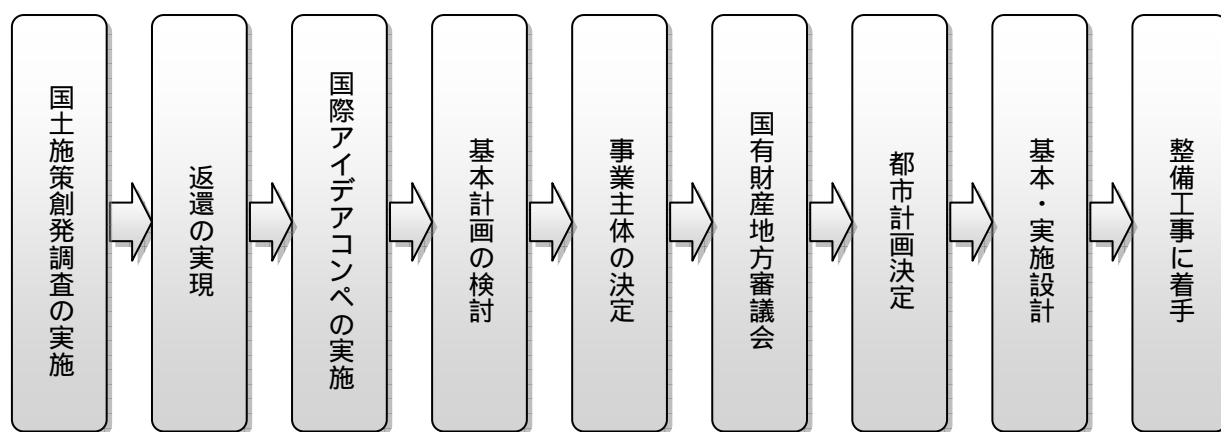 国土施策創発調査の実施
返還の実現
国際アイデアコンペの実施
基本計画の検討
事業主体の決定
国有財産地方審議会
都市計画決定
基本・実施設計
整備工事に着手